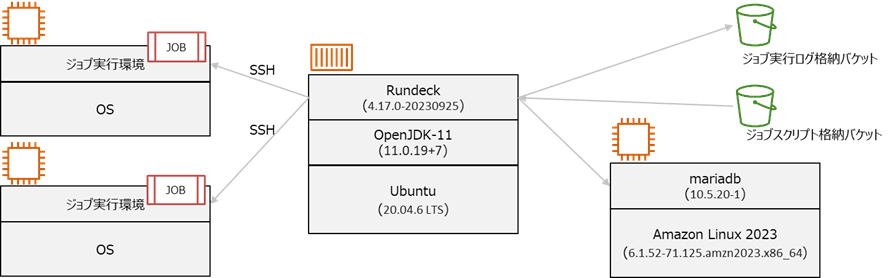 JOB
ジョブ実行環境
OS
JOB
ジョブ実行環境
OS
SSH
SSH
Rundeck
(4.17.0-20230925)
OpenJDK-11
(11.0.19+7)
Ubuntu
(20.04.6 LTS)
ジョブ実行ログ格納バケット
ジョブスクリプト格納バケット
mariadb
(10.5.20-1)
Amazon Linux 2023
(6.1.52-71.125.amzn2023.x86_64)